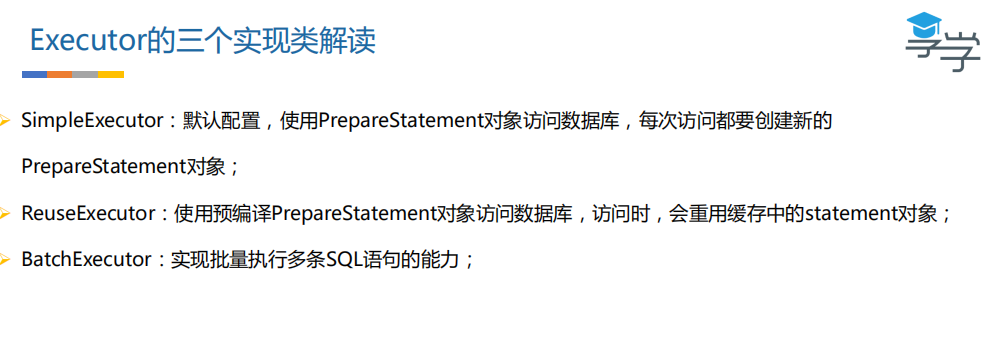 Executor的三个实现类解读
享学
SimpleExecutor：默认配置，使用PrepareStatement对象访问数据库，每次访问都要创建新的
PrepareStatement对象；
ReuseExecutor：使用预编译PrepareStatement对象访问数据库，访问时，会重用缓存中的statement对象；
BatchExecutor：实现批量执行多条SQL语句的能力；